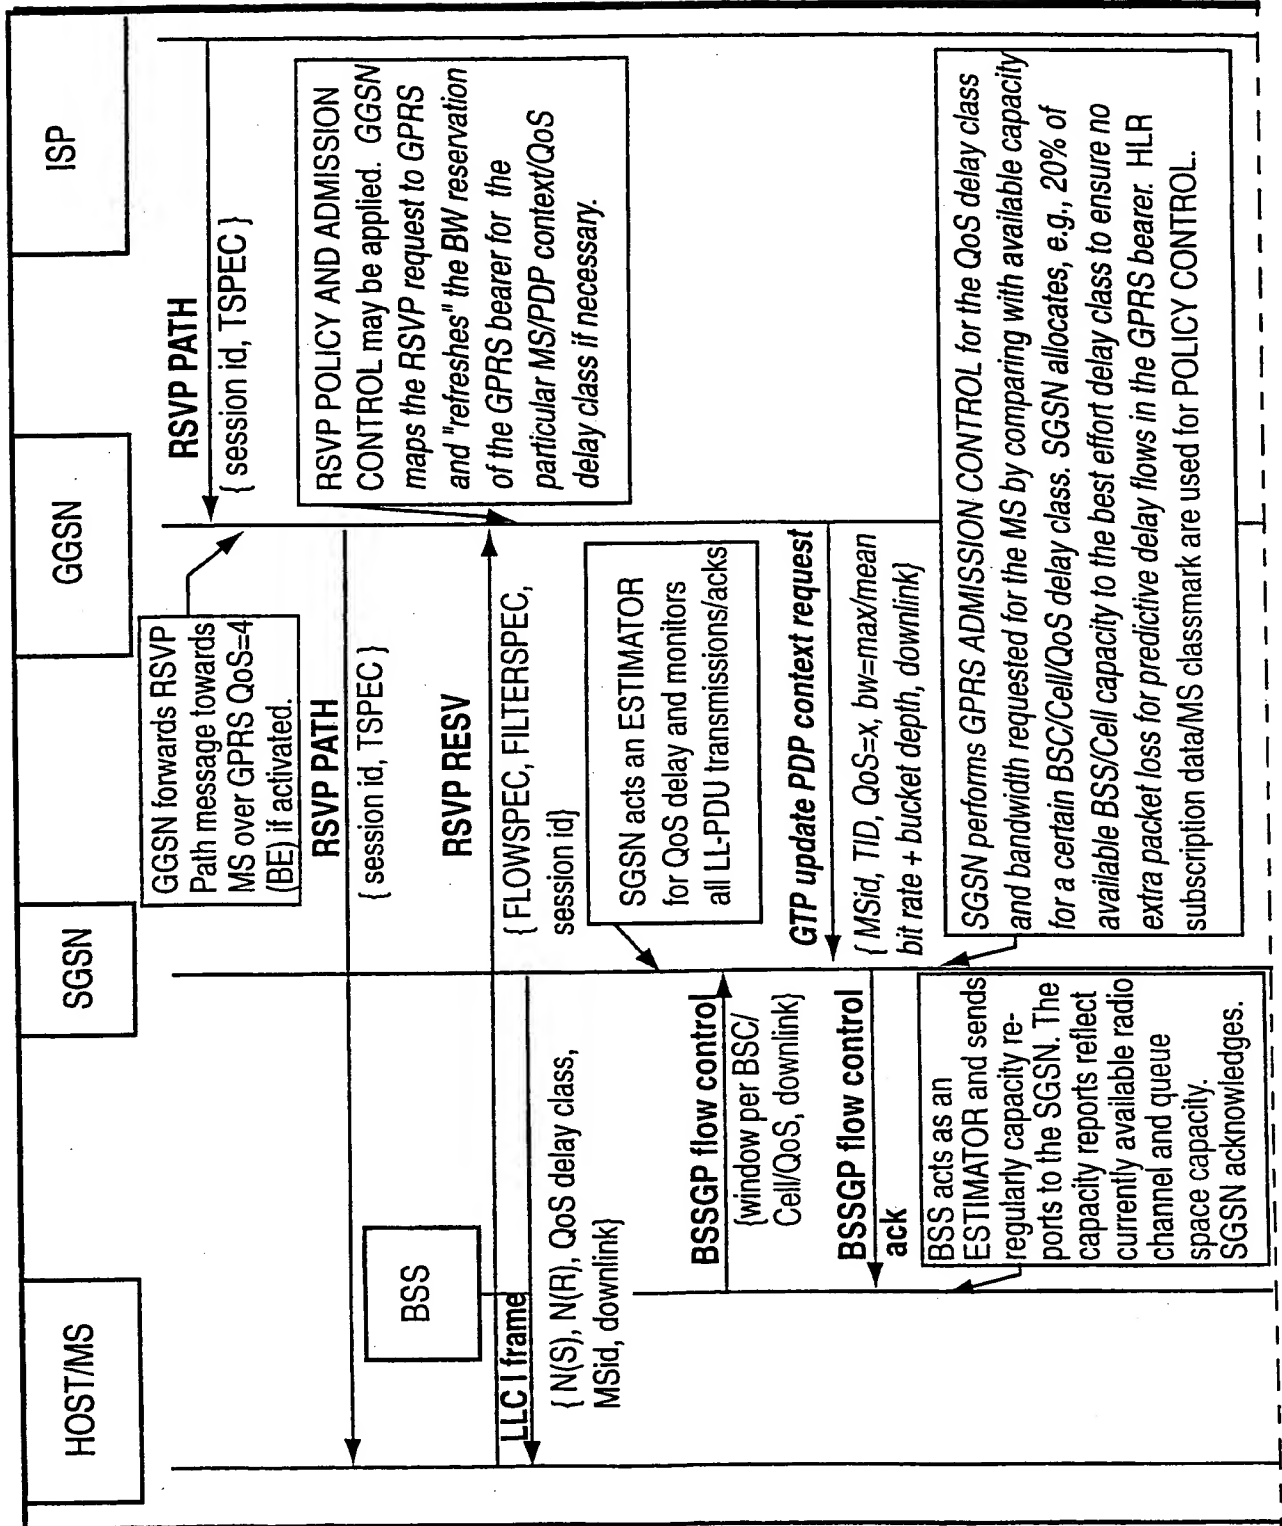 HOST/MS
SGSN
GGSN
ISP
RSVP PATH
{ session id, TSPEC }
GGSN forwards RSVP
Path message towards
MS over GPRS QoS=4
(BE) if activated.
RSVP PATH
{ session id, TSPEC }
RSVP POLICY AND ADMISSION
CONTROL may be applied. GGSN
maps the RSVP request to GPRS
and "refreshes" the BW reservation
of the GPRS bearer for the
particular MS/PDP context/QoS
delay class if necessary.
BSS
RSVP RESV
{ FLOWSPEC, FILTERSPEC,
session id}
LLC I frame
{ N(S), N(R), QoS delay class,
MSid, downlink}
SGSN acts an ESTIMATOR
for QoS delay and monitors
all LL-PDU transmissions/acks
BSSGP flow control
{window per BSC/
Cell/QoS, downlink}
GTP update PDP context request
{ MSid, TID, QoS=x, bw=max/mean
bit rate + bucket depth, downlink}
BSSGP flow control
ack
BSS acts as an
ESTIMATOR and sends
regularly capacity re-
ports to the SGSN. The
capacity reports reflect
currently available radio
channel and queue
space capacity.
SGSN acknowledges.
SGSN performs GPRS ADMISSION CONTROL for the QoS delay class
and bandwidth requested for the MS by comparing with available capacity
for a certain BSC/Cell/QoS delay class. SGSN allocates, e.g., 20% of
available BSS/Cell capacity to the best effort delay class to ensure no
extra packet loss for predictive delay flows in the GPRS bearer. HLR
subscription data/MS classmark are used for POLICY CONTROL.